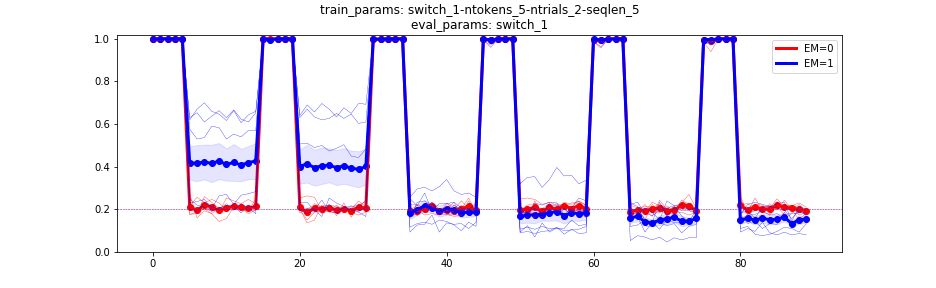 train_params: switch_1-ntokens_5-ntrials_2-seqlen_5
eval_params: switch_1
EM=0
EM=1
1.0
0.8
0.6
0.4
0.2
0.0
0 20 40 60 80